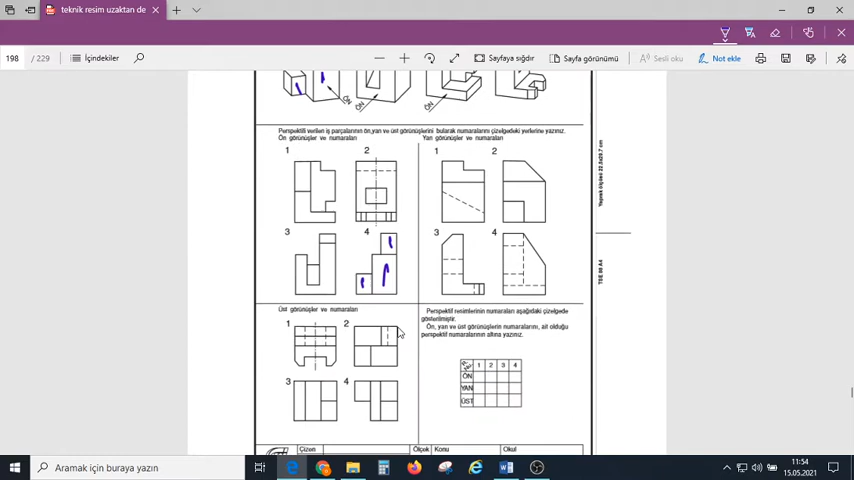 teknik resim uzaktan de
198 / 229
İçindekiler
Sayfaya sığdır
Sayfa görünümü
Sesli oku
Not ekle
ÖN
ÖN
ÖN
Perspektifi verilen iş parçalarının ön,yan ve üst görünüşlerini bularak numaralarını çizelgedeki yerlerine yazınız.
Ön görünüşler ve numaraları
Yan görünüşler ve numaraları
1 2 1 2
3 4 3 4
Üst görünüşler ve numaraları
1 2
3 4
Perspektif resimlerinin numaraları aşağıdaki çizelgede
gösterilmiştir.
Ön, yan ve üst görünüşlerin numaralarını, ait olduğu
perspektif numaralarının altına yazınız.
1 2 3 4
ÖN
YAN
ÜST
Çizen Ölçek Konu Okul
TSE 88 A4
Aramak için buraya yazın
11:54
15.05.2021